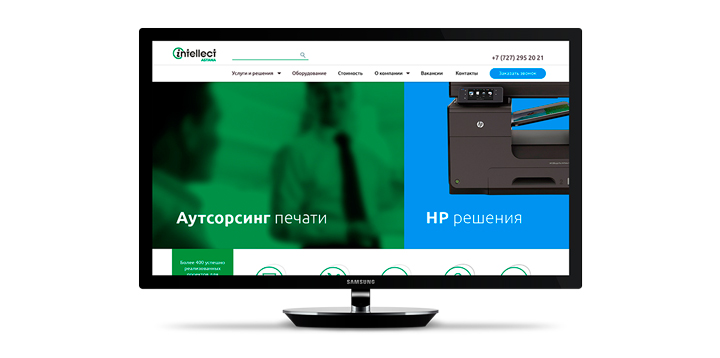 intellect
ASTANA
+7 (727) 295 20 21
Услуги и решения
Оборудование
Стоимость
О компании
Вакансии
Контакты
Заказать звонок
hp
Аутсорсинг печати
HP решения
Более 400 успешно
реализованных
SAMSUNG